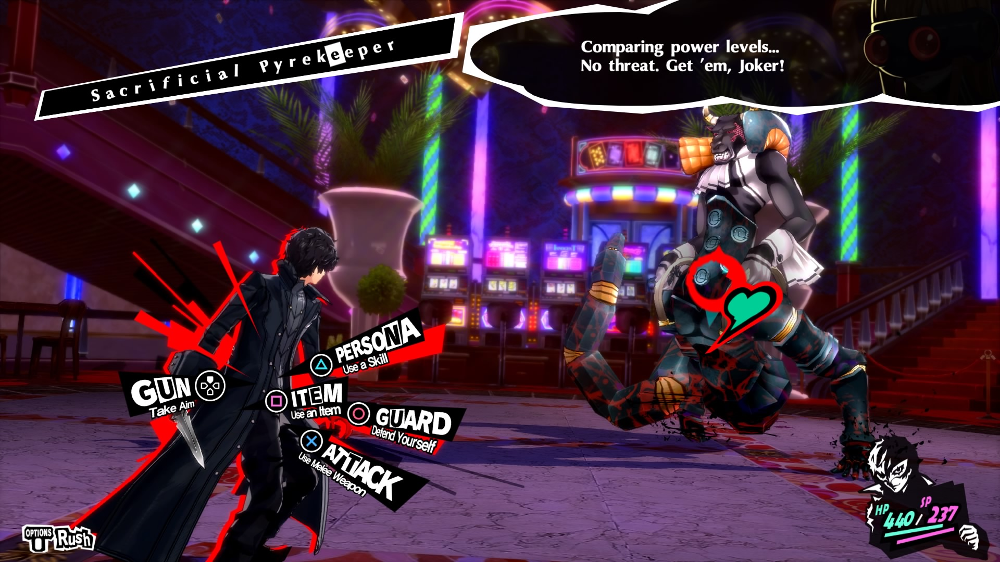 Sacrificial Pyrekeeper
Comparing power levels...
No threat. Get 'em, Joker!
PERSONA
Use a Skill
GUN
Take Aim
ITEM
Use an Item
GUARD
Defend Yourself
ATTACK
Use Melee Weapon
HP 440 / SP 237
OPTIONS
Rush